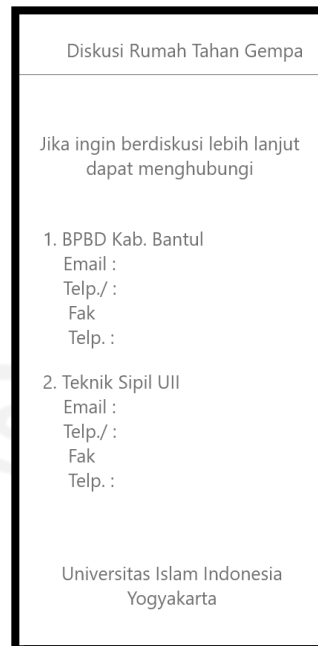 Diskusi Rumah Tahan Gempa
Jika ingin berdiskusi lebih lanjut
dapat menghubungi
1. BPBD Kab. Bantul
Email :
Telp./ :
Fak
Telp. :
2. Teknik Sipil UII
Email :
Telp./ :
Fak
Telp. :
Universitas Islam Indonesia
Yogyakarta